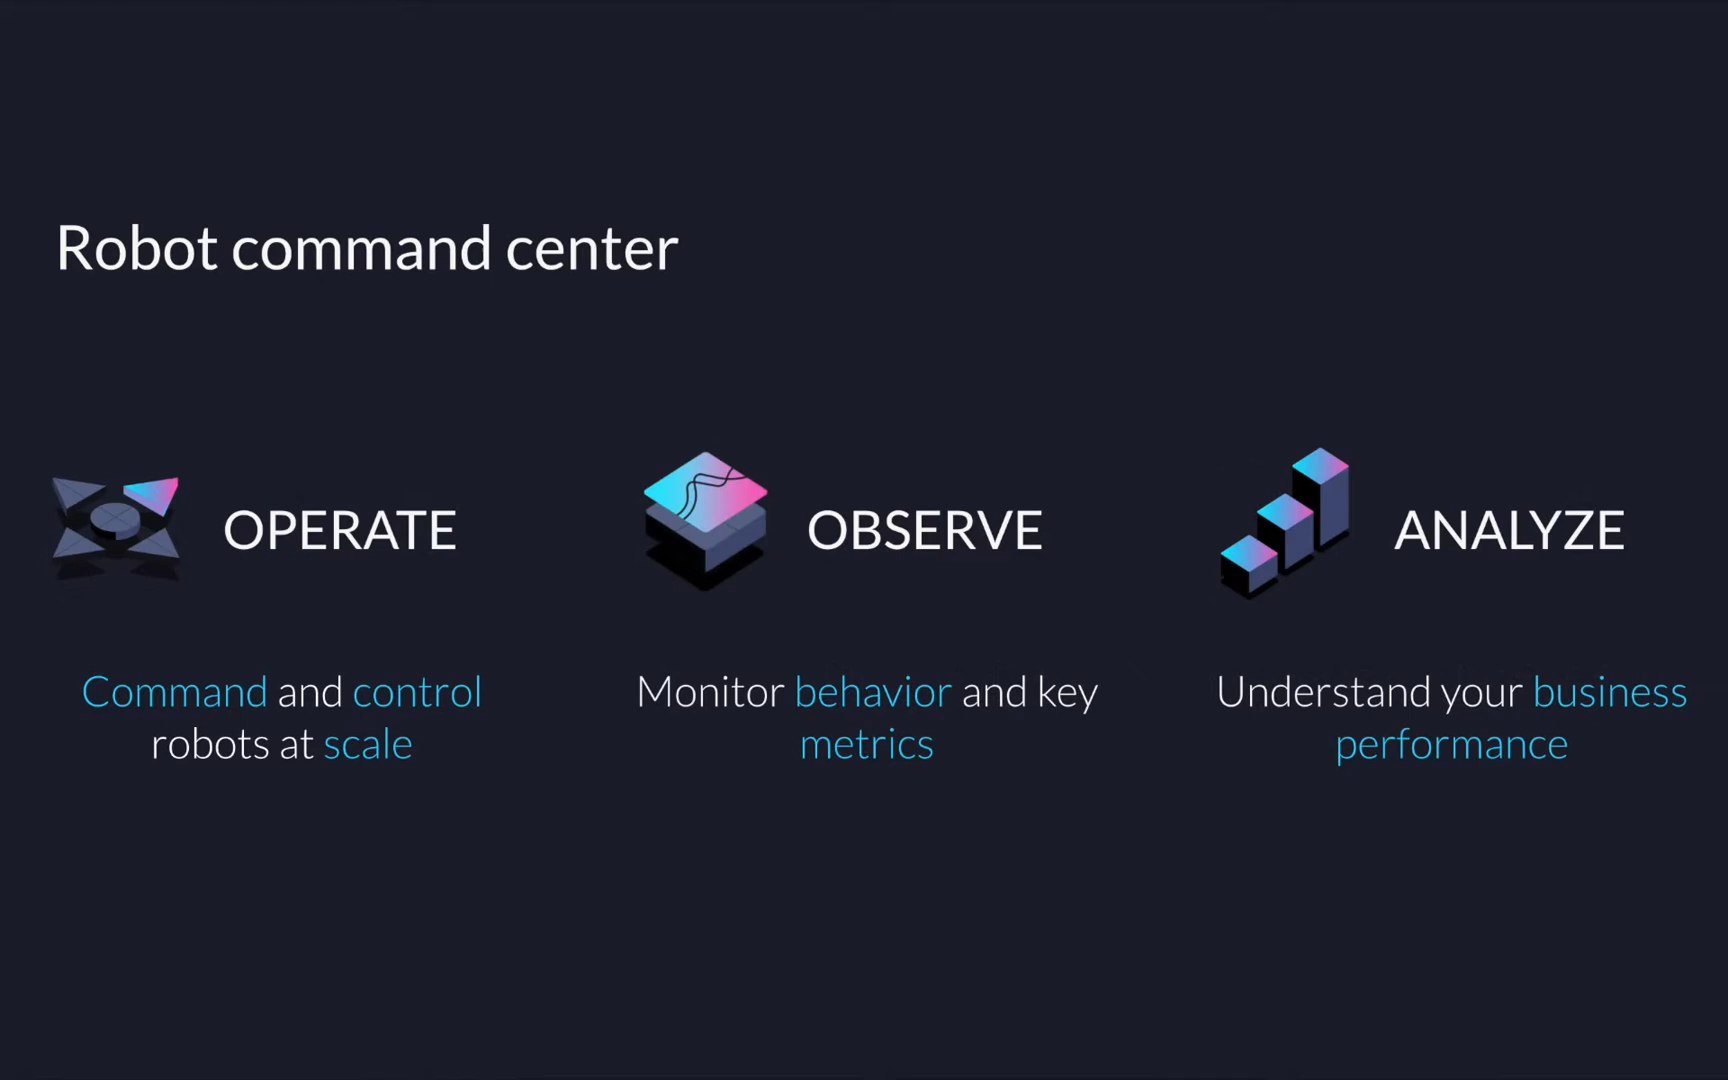 Robot command center
OPERATE
Command and control
robots at scale
OBSERVE
Monitor behavior and key
metrics
ANALYZE
Understand your business
performance